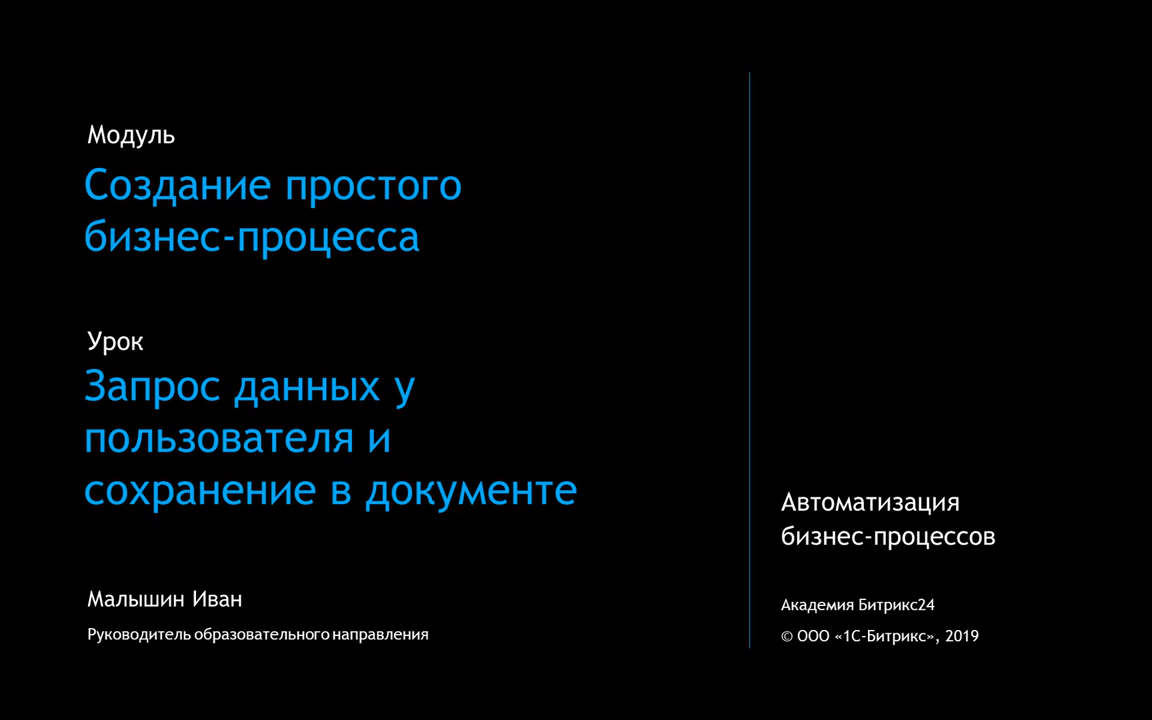 Модуль
Создание простого
бизнес-процесса
Урок
Запрос данных у
пользователя и
сохранение в документе
Малышин Иван
Руководитель образовательного направления
Автоматизация
бизнес-процессов
Академия Битрикс24
© ООО «1С-Битрикс», 2019